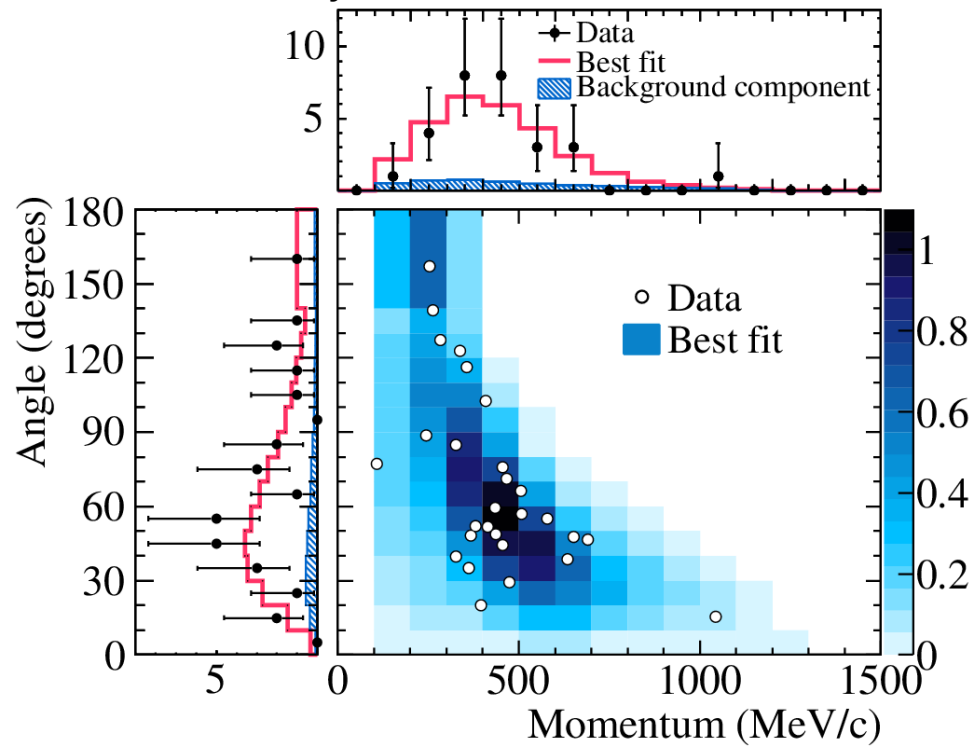 10
5
Data
Best fit
Background component
Angle (degrees)
180
150
120
90
60
30
0
5
Data
Best fit
1
0.8
0.6
0.4
0.2
0
0
500
1000
1500
Momentum (MeV/c)